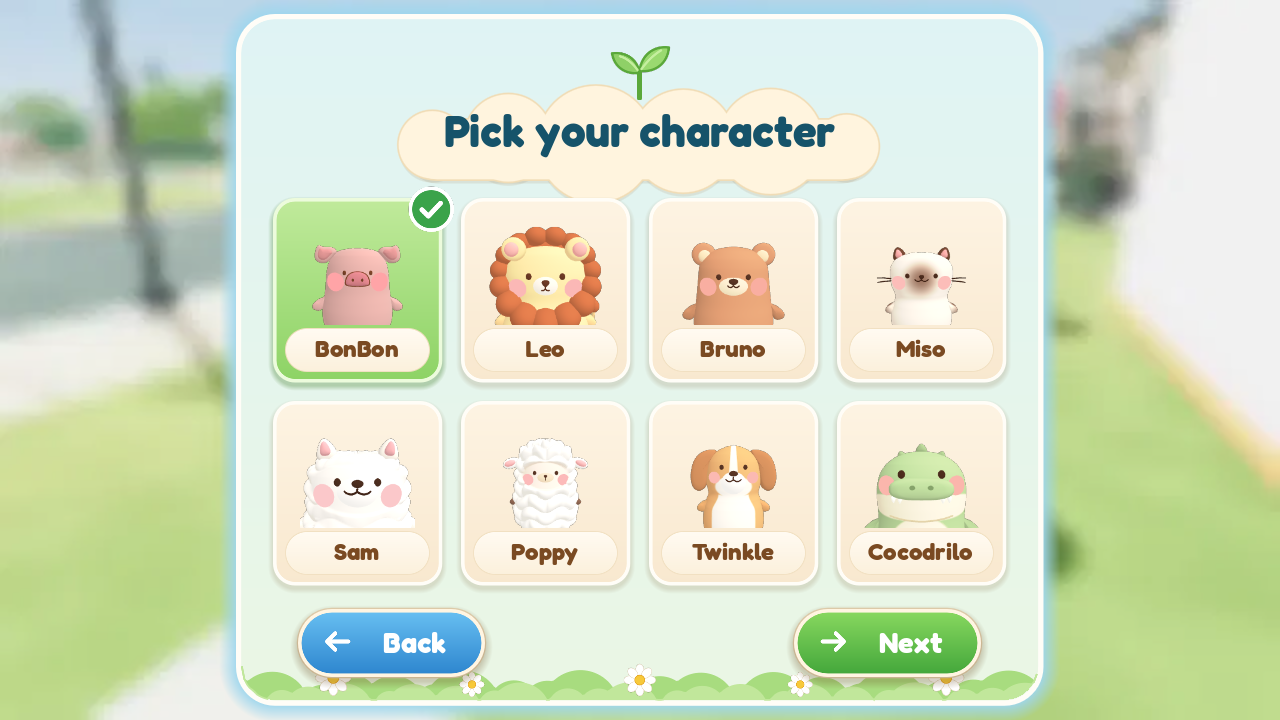 Pick your character
BonBon
Leo
Bruno
Miso
Sam
Poppy
Twinkle
Cocodrilo
Back
Next